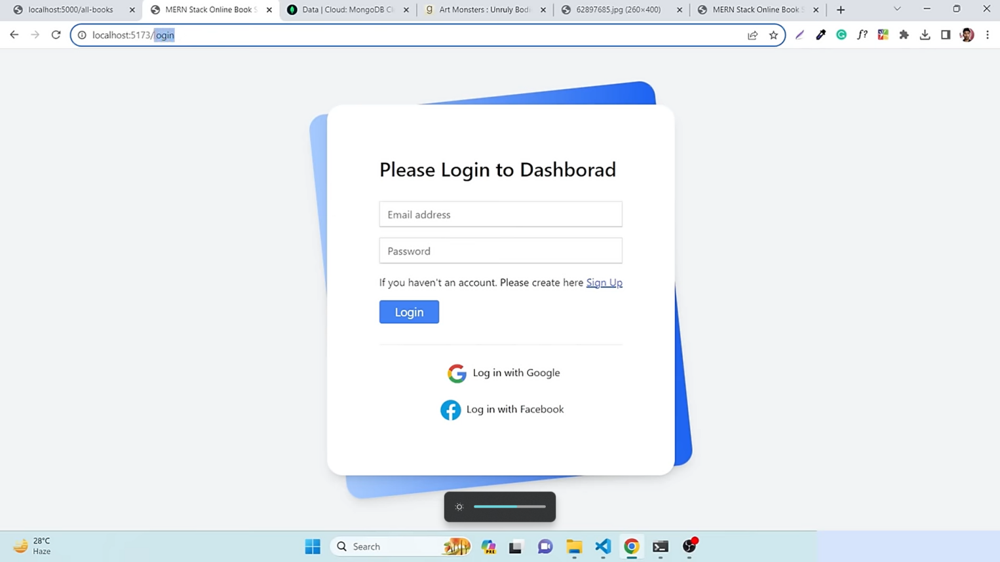 localhost:5000/all-books
MERN Stack Online Book S
Data | Cloud: MongoDB Cl
Art Monsters : Unruly Bodi
62897685.jpg (260×400)
MERN Stack Online Book S
localhost:5173/login
Please Login to Dashborad
Email address
Password
If you haven't an account. Please create here Sign Up
Login
Log in with Google
Log in with Facebook
28°C
Haze
Search
PRE